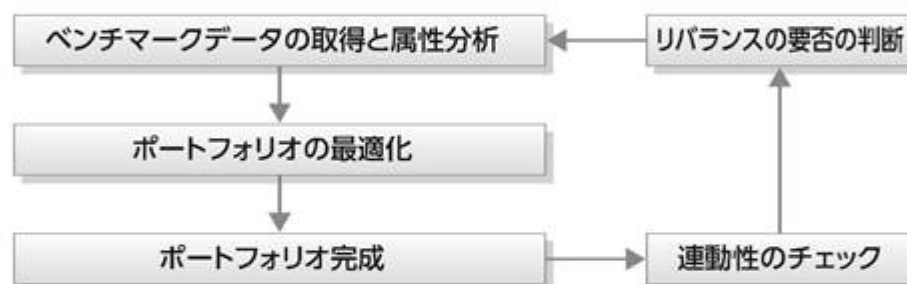 ベンチマークデータの取得と属性分析
リバランスの要否の判断
ポートフォリオの最適化
ポートフォリオ完成
連動性のチェック